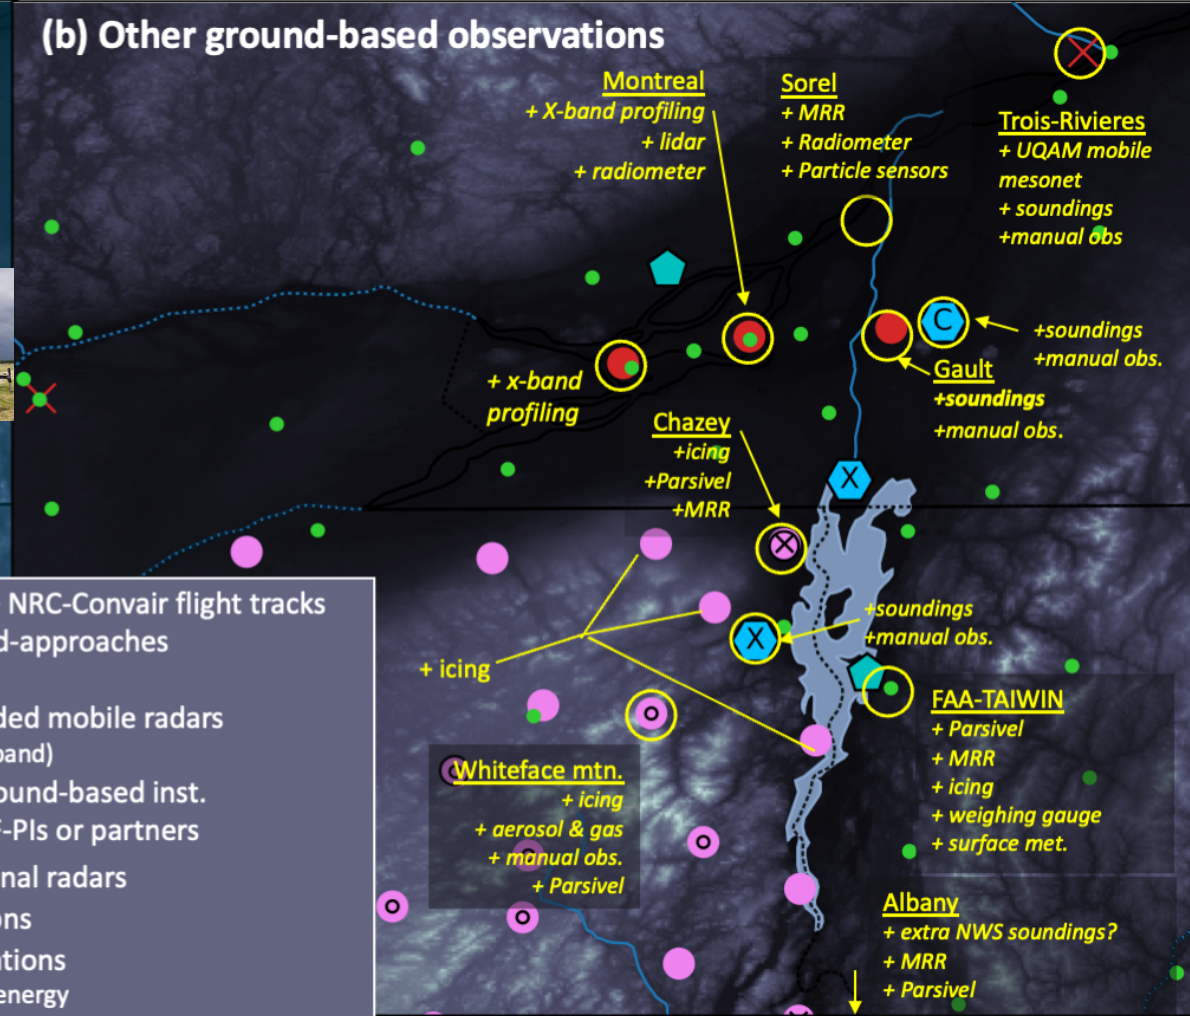 (b) Other ground-based observations
Montreal
+ X-band profiling
+ lidar
+ radiometer
Sorel
+ MRR
+ Radiometer
+ Particle sensors
Trois-Rivieres
+ UQAM mobile
mesonet
+ soundings
+manual obs
C
+soundings
+manual obs.
Gault
+soundings
+manual obs.
+ x-band
profiling
Chazey
+icing
+Parsivel
+MRR
X
X
+soundings
+manual obs.
+ icing
FAA-TAIWIN
+ Parsivel
+ MRR
+ icing
+ weighing gauge
+ surface met.
Whiteface mtn.
+ icing
+ aerosol & gas
+ manual obs.
+ Parsivel
Albany
+ extra NWS soundings?
+ MRR
+ Parsivel
NRC-Convair flight tracks
d-approaches
ded mobile radars
band)
ound-based inst.
F-PIs or partners
nal radars
ons
ations
energy